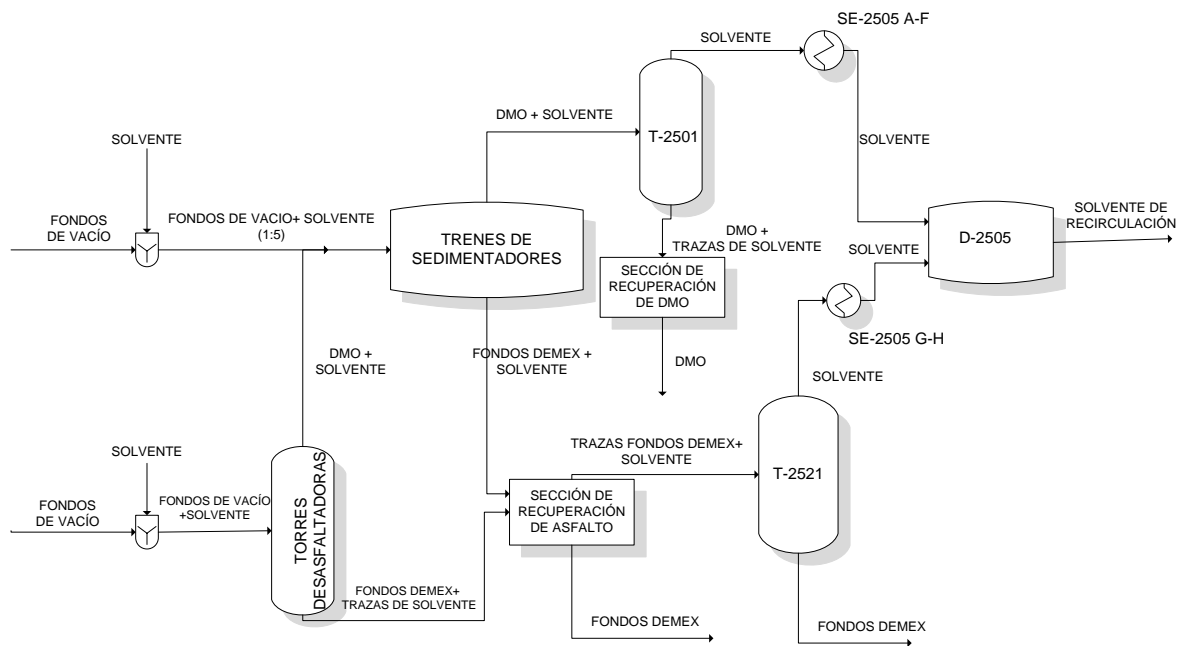 SE-2505 A-F
SOLVENTE
T-2501
DMO + SOLVENTE
SOLVENTE
SOLVENTE
FONDOS
DE VACÍO
FONDOS DE VACIO+ SOLVENTE
(1:5)
TRENES DE
SEDIMENTADORES
DMO +
TRAZAS DE SOLVENTE
SECCIÓN DE
RECUPERACIÓN
DE DMO
DMO
SOLVENTE
D-2505
SOLVENTE DE
RECIRCULACIÓN
SE-2505 G-H
SOLVENTE
DMO +
SOLVENTE
FONDOS DEMEX +
SOLVENTE
SOLVENTE
FONDOS
DE VACÍO
FONDOS DE VACÍO
+SOLVENTE
TORRES
DESASFALTADORAS
FONDOS DEMEX+
TRAZAS DE SOLVENTE
SECCIÓN DE
RECUPERACIÓN
DE ASFALTO
TRAZAS FONDOS DEMEX+
SOLVENTE
T-2521
FONDOS DEMEX
FONDOS DEMEX